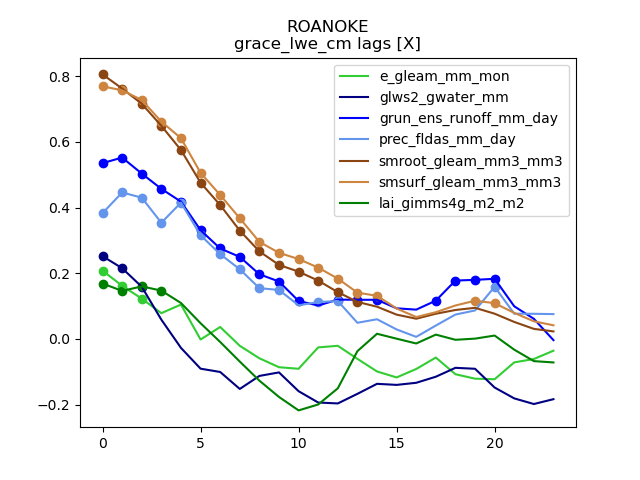 ROANOKE
grace_lwe_cm lags [X]
e_gleam_mm_mon
glws2_gwater_mm
grun_ens_runoff_mm_day
prec_fldas_mm_day
smroot_gleam_mm3_mm3
smsurf_gleam_mm3_mm3
lai_gimms4g_m2_m2
0.8
0.6
0.4
0.2
0.0
−0.2
0 5 10 15 20